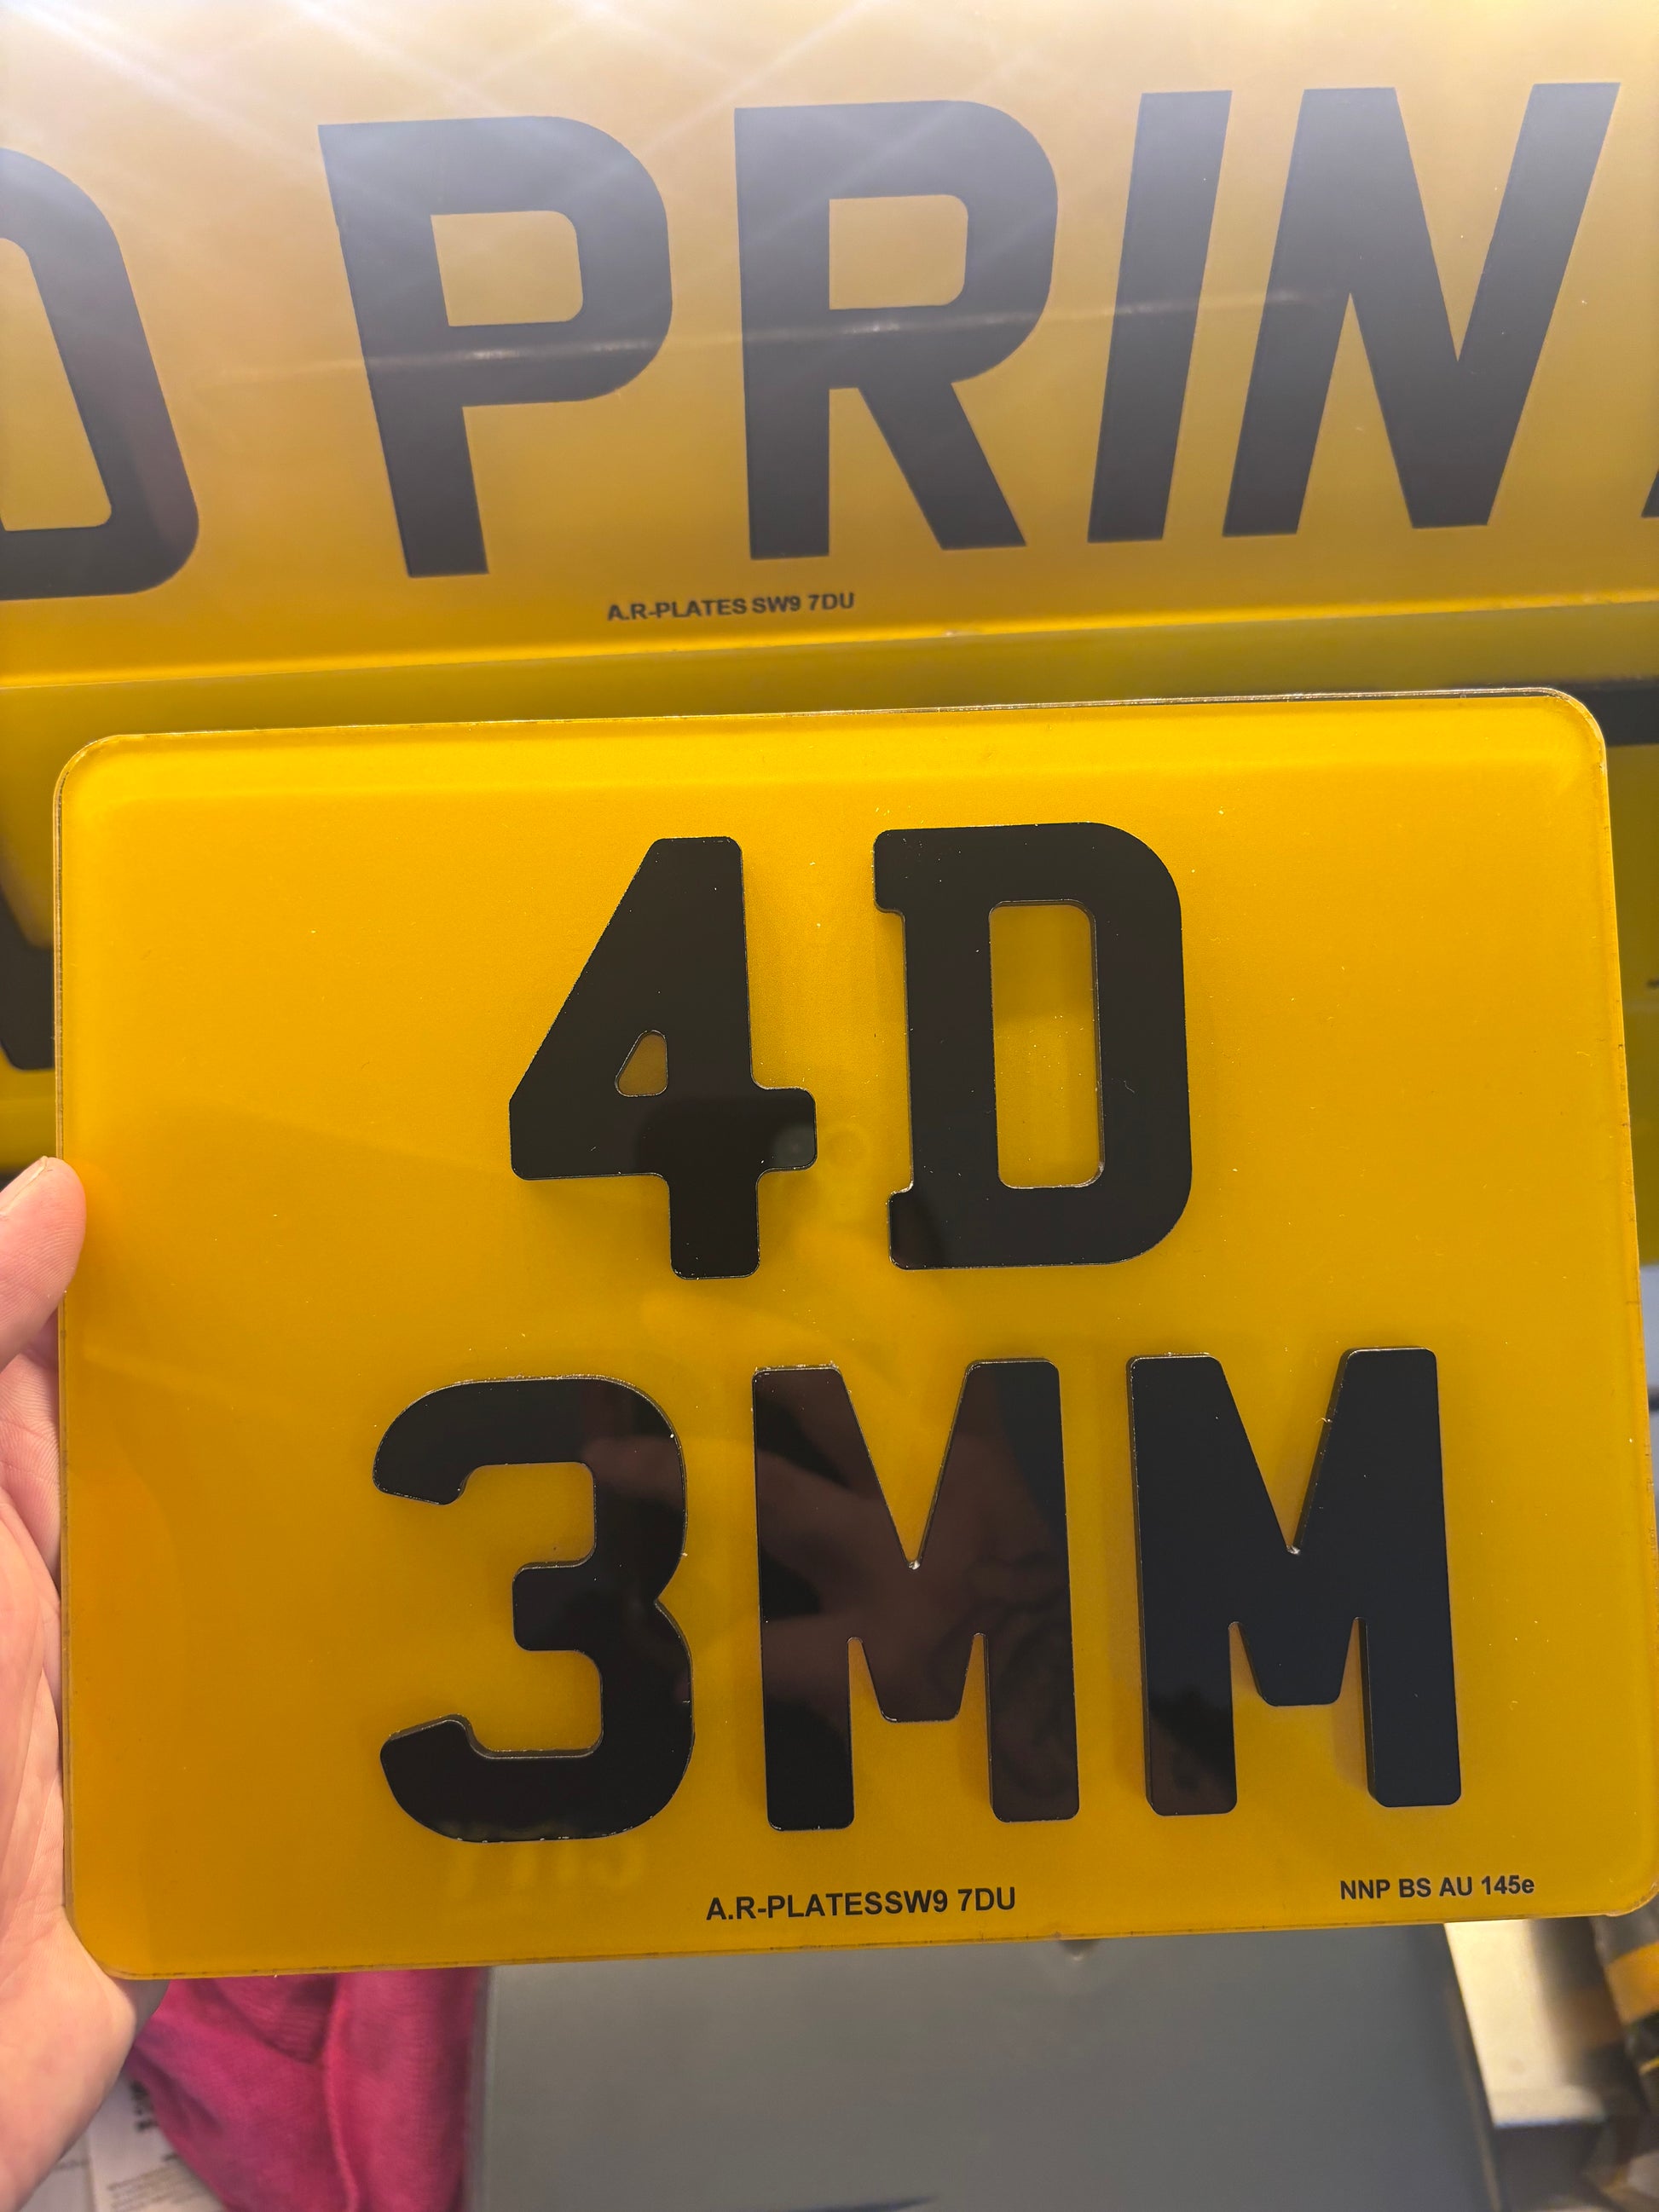 D PRIN
A.R-PLATES SW9 7DU
4D
3MM
A.R-PLATESSW9 7DU
NNP BS AU 145e